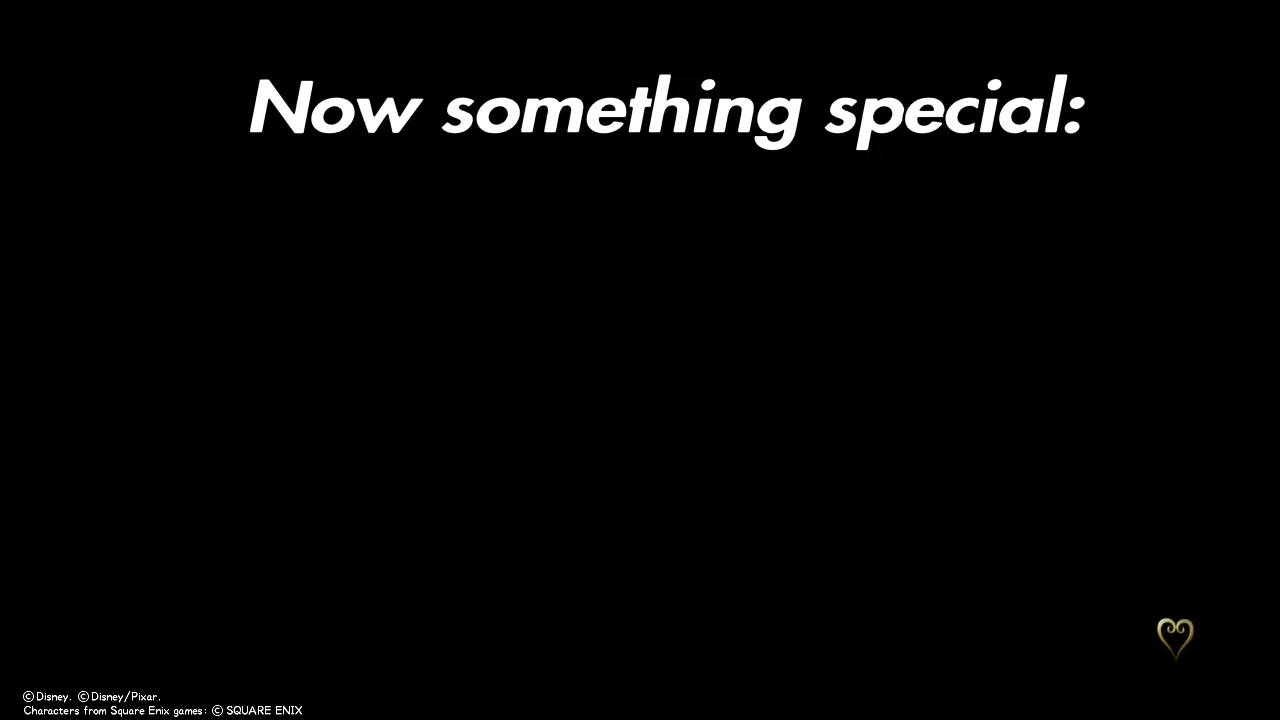 Now something special:
©Disney. ©Disney/Pixar.
Characters from Square Enix games: © SQUARE ENIX